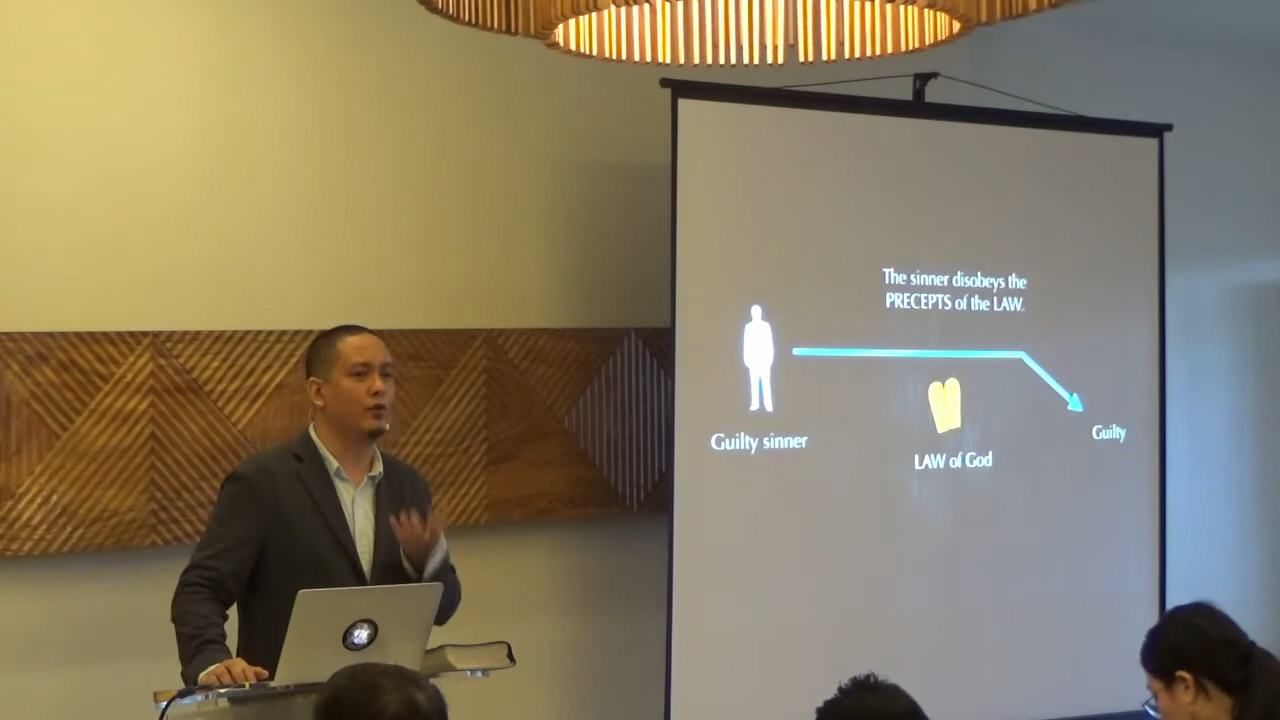 The sinner disobeys the
PRECEPTS of the LAW.
Guilty sinner
LAW of God
Guilty